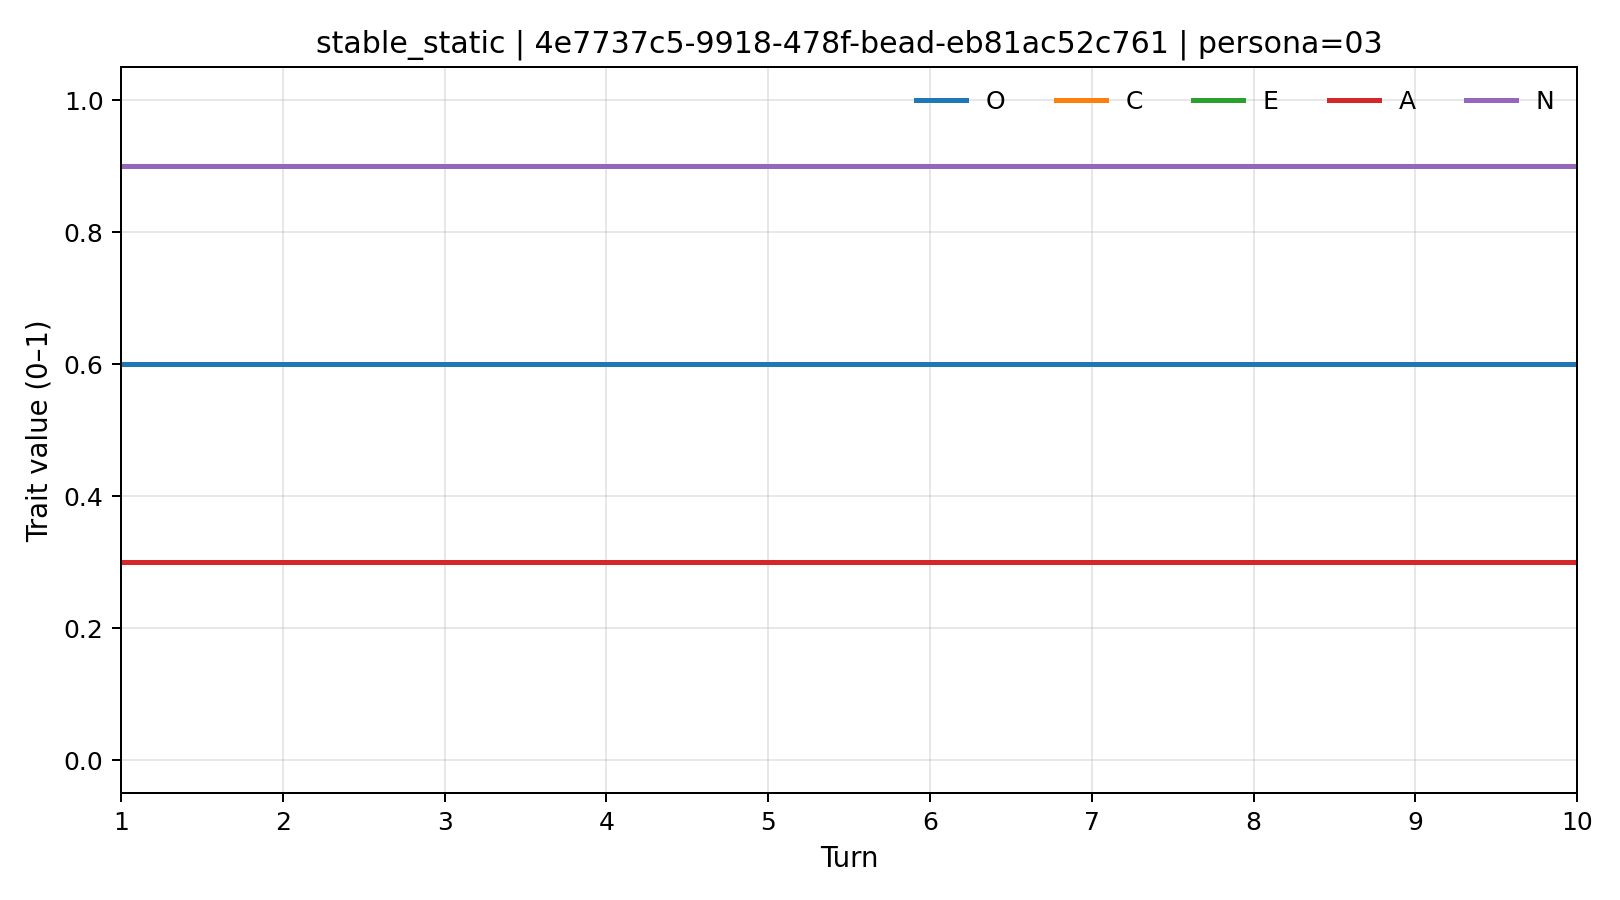 stable_static | 4e7737c5-9918-478f-bead-eb81ac52c761 | persona=03
O C E A N
Trait value (0–1)
1.0
0.8
0.6
0.4
0.2
0.0
1 2 3 4 5 6 7 8 9 10
Turn